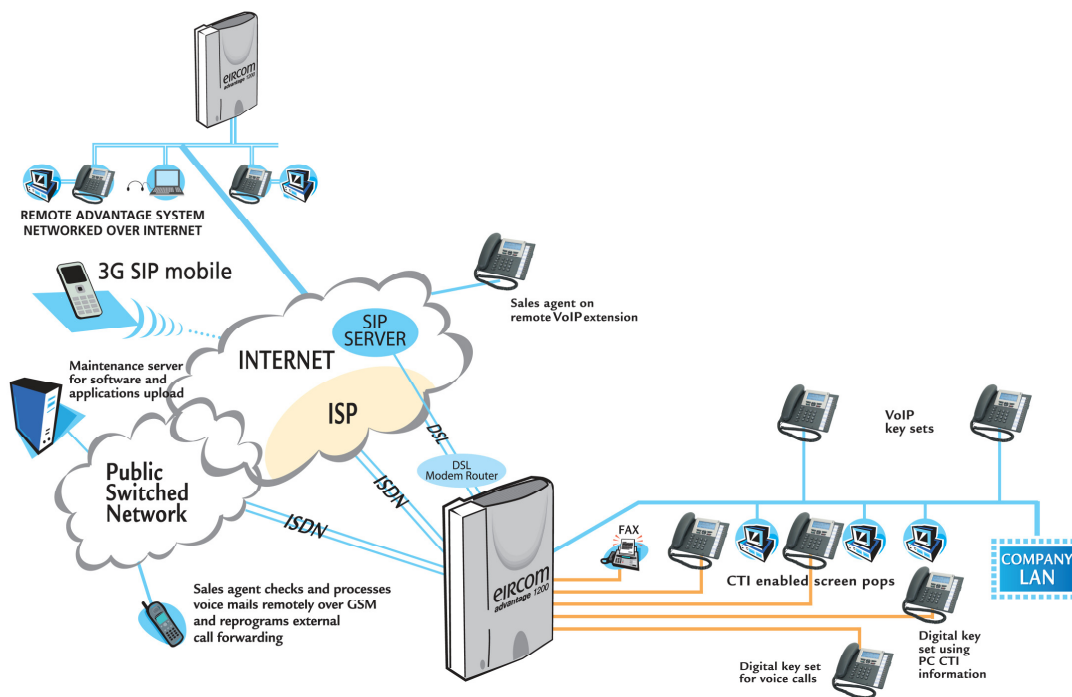 eircom
advantage 1200
REMOTE ADVANTAGE SYSTEM
NETWORKED OVER INTERNET
3G SIP mobile
Sales agent on
remote VoIP extension
SIP
SERVER
INTERNET
Maintenance server
for software and
applications upload
ISP
DSL
DSL
Modem Router
VoIP
key sets
Public
Switched
Network
ISDN
ISDN
FAX
eircom
advantage 1200
CTI enabled screen pops
COMPANY
LAN
Sales agent checks and processes
voice mails remotely over GSM
and reprograms external
call forwarding
Digital key
set using
PC CTI
information
Digital key set
for voice calls